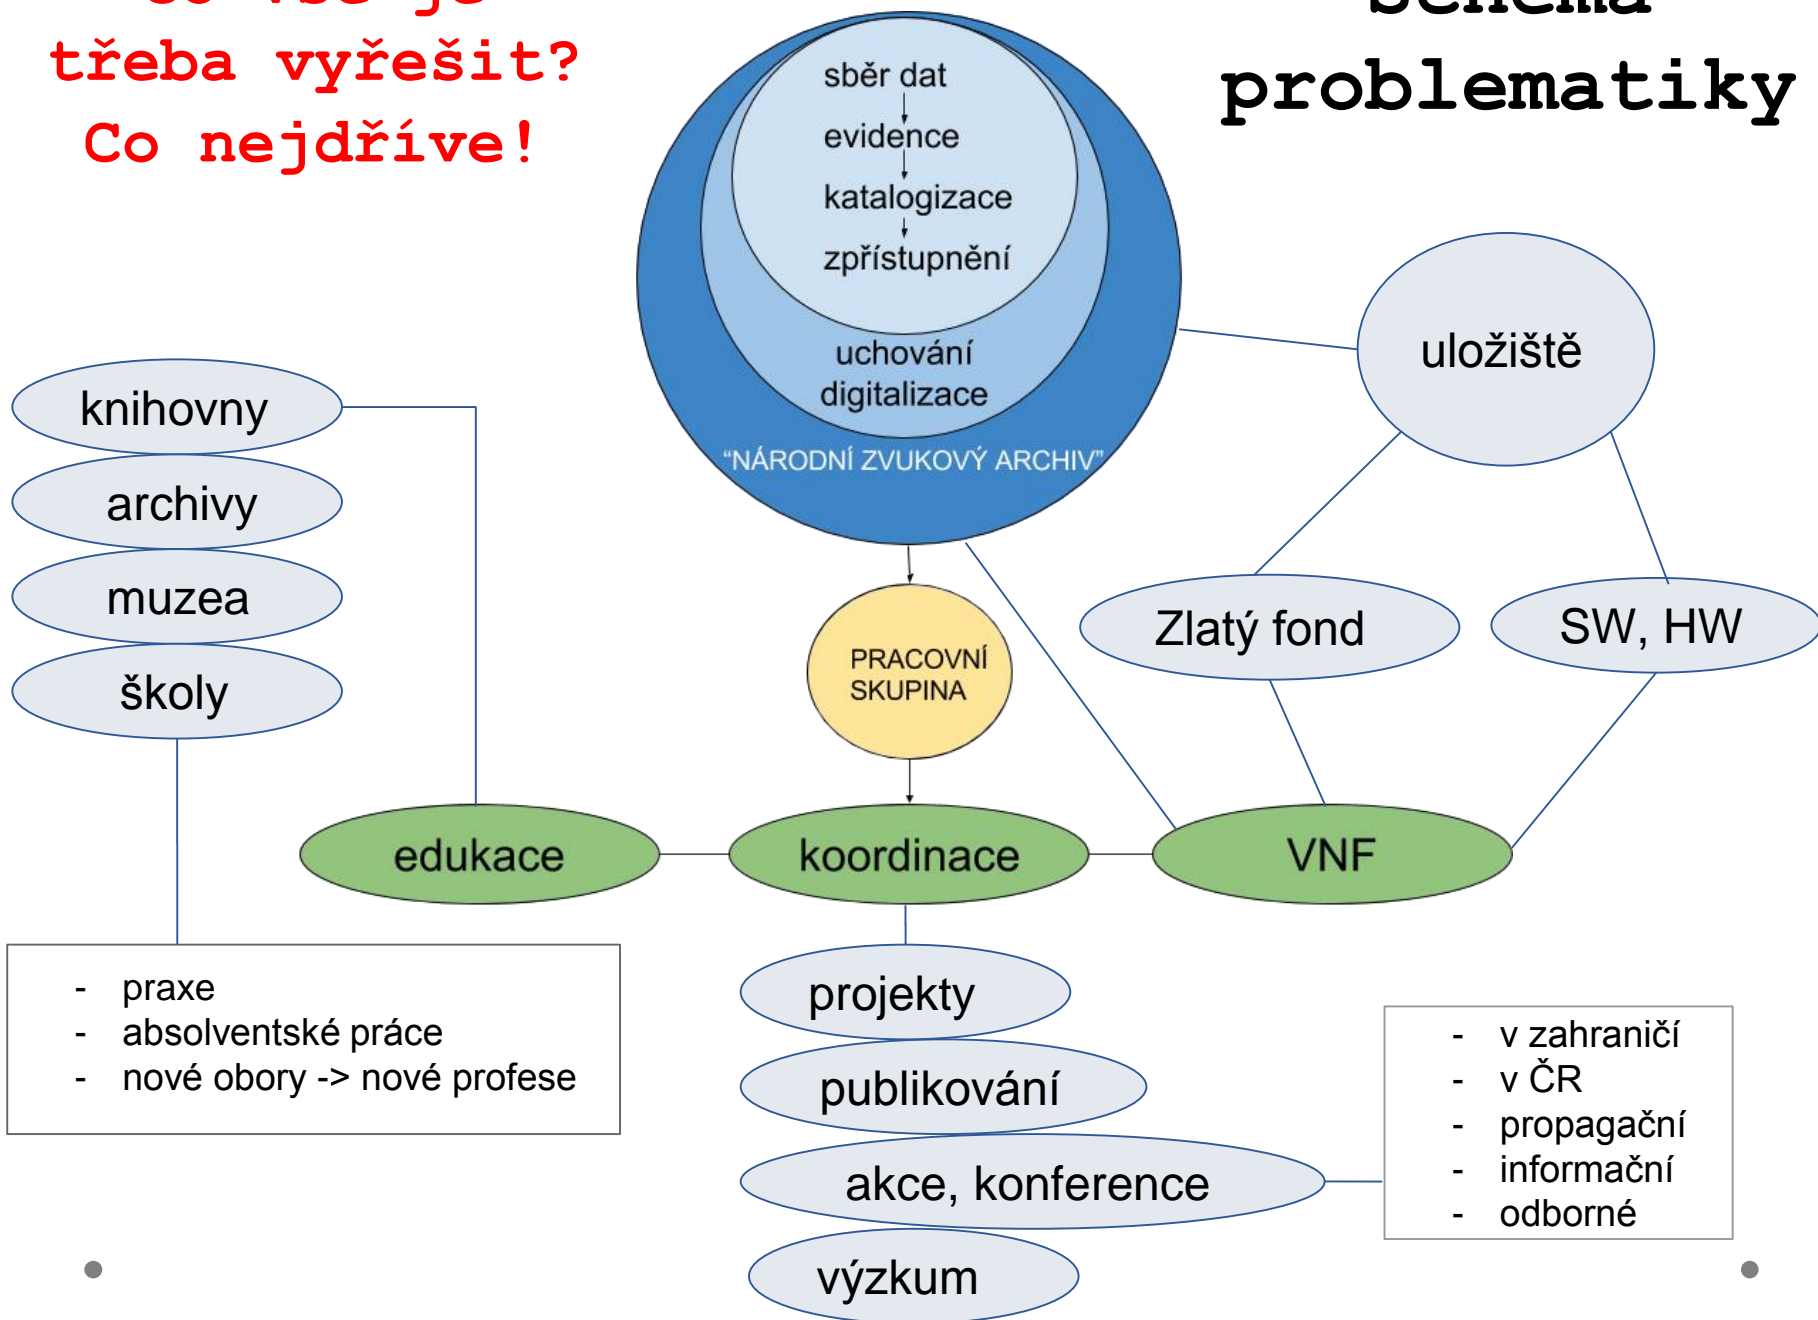 třeba vyřešit?
Co nejdříve!
problematiky
sběr dat
evidence
katalogizace
zpřístupnění
uchování
digitalizace
“NÁRODNÍ ZVUKOVÝ ARCHIV”
uložiště
knihovny
archivy
muzea
školy
Zlatý fond
SW, HW
PRACOVNÍ
SKUPINA
edukace
koordinace
VNF
- praxe
- absolventské práce
- nové obory -> nové profese
projekty
publikování
akce, konference
výzkum
- v zahraničí
- v ČR
- propagační
- informační
- odborné